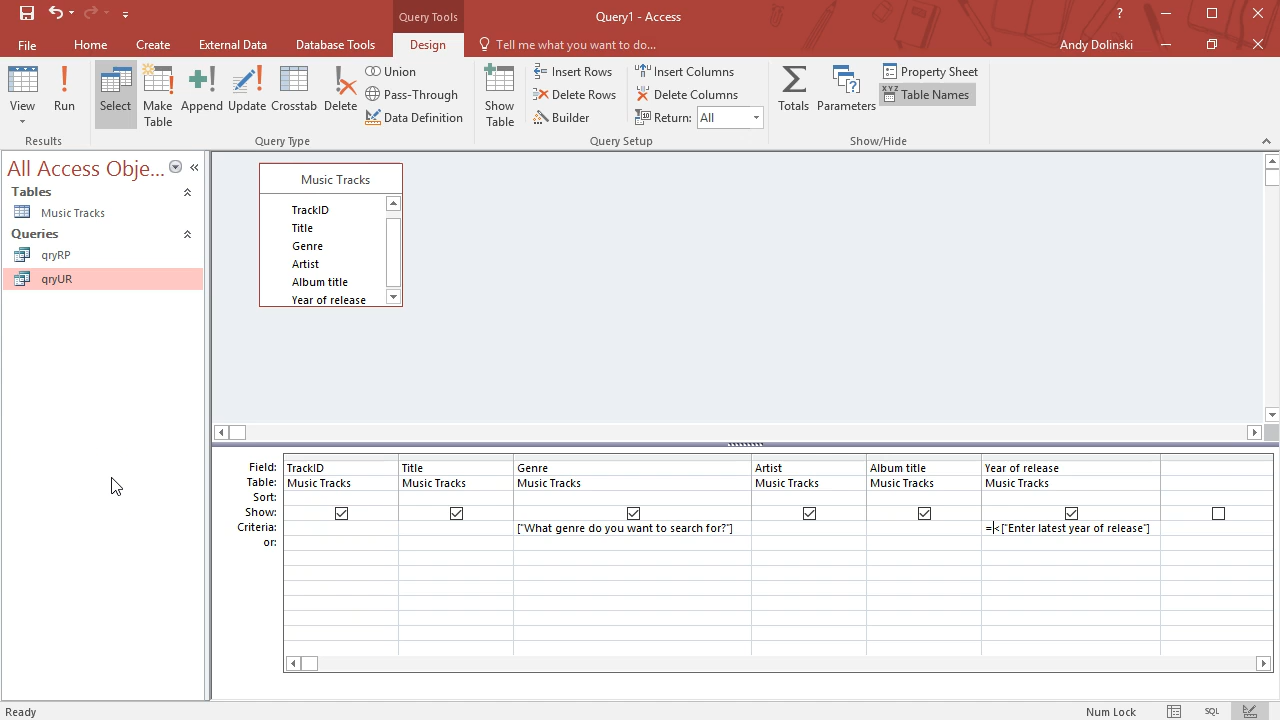 Query Tools
Query1 - Access
?
File
Home
Create
External Data
Database Tools
Design
Tell me what you want to do...
Andy Dolinski
View
Run
Select
Make Table
Append
Update
Crosstab
Delete
Union
Pass-Through
Data Definition
Show Table
Insert Rows
Delete Rows
Builder
Insert Columns
Delete Columns
Return: All
Totals
Parameters
Property Sheet
XYZ Table Names
Results
Query Type
Query Setup
Show/Hide
All Access Obje...
Tables
Music Tracks
Queries
qryRP
qryUR
Music Tracks
TrackID
Title
Genre
Artist
Album title
Year of release
Field: TrackID Title Genre Artist Album title Year of release
Table: Music Tracks Music Tracks Music Tracks Music Tracks Music Tracks Music Tracks
Sort:
Show:
Criteria: ["What genre do you want to search for?"] =<["Enter latest year of release"]
or:
Ready
Num Lock
SQL